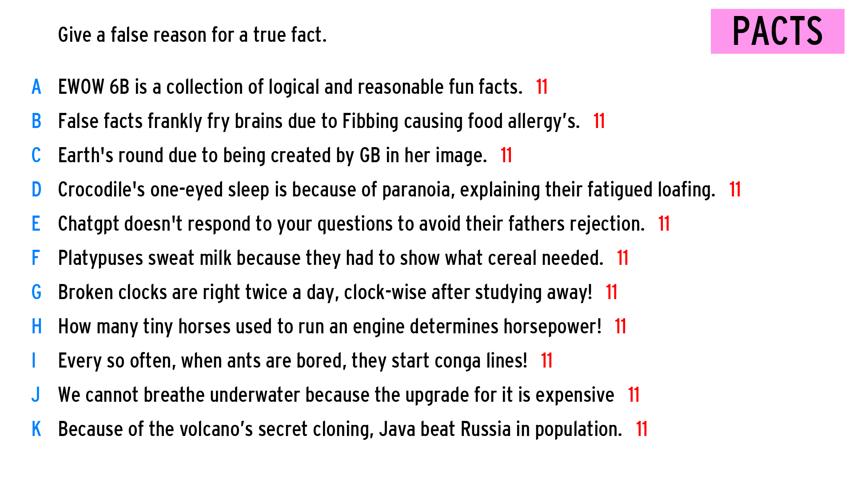 Give a false reason for a true fact.
PACTS
A EWOW 6B is a collection of logical and reasonable fun facts. 11
B False facts frankly fry brains due to Fibbing causing food allergy's. 11
C Earth's round due to being created by GB in her image. 11
D Crocodile's one-eyed sleep is because of paranoia, explaining their fatigued loafing. 11
E Chatgpt doesn't respond to your questions to avoid their fathers rejection. 11
F Platypuses sweat milk because they had to show what cereal needed. 11
G Broken clocks are right twice a day, clock-wise after studying away! 11
H How many tiny horses used to run an engine determines horsepower! 11
I Every so often, when ants are bored, they start conga lines! 11
J We cannot breathe underwater because the upgrade for it is expensive 11
K Because of the volcano's secret cloning, Java beat Russia in population. 11